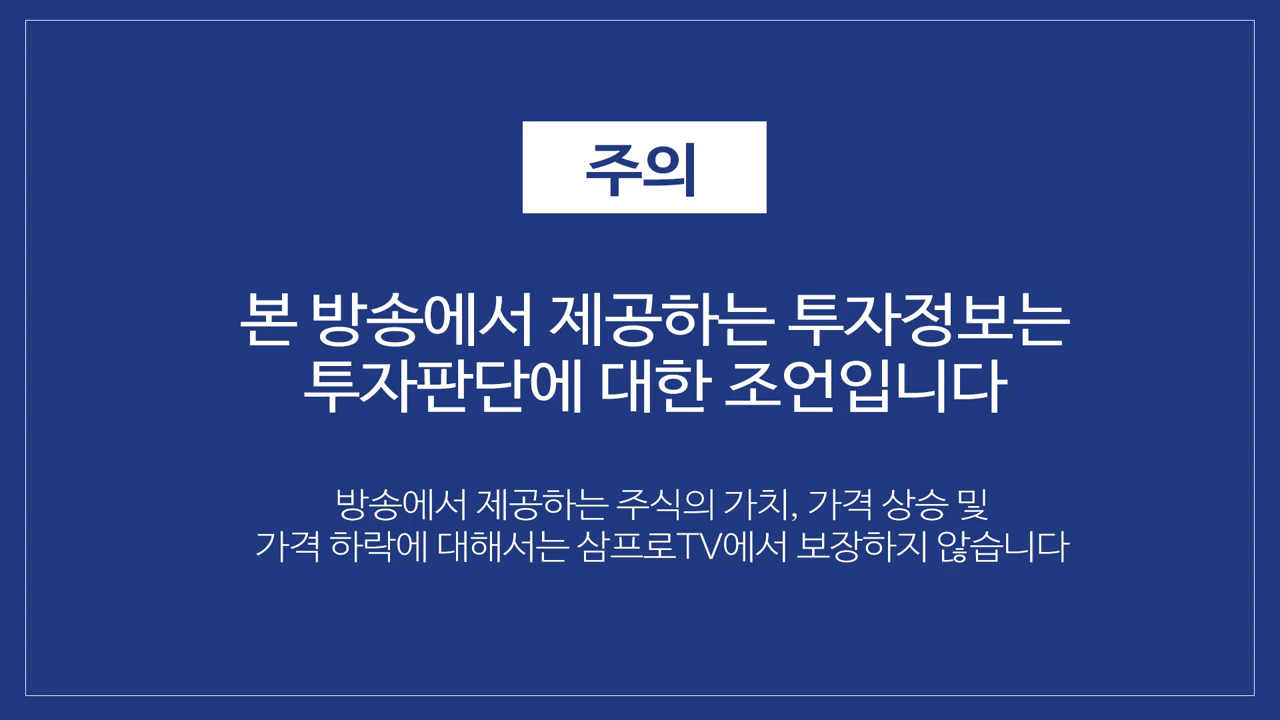 주의
본 방송에서 제공하는 투자정보는
투자판단에 대한 조언입니다
방송에서 제공하는 주식의 가치, 가격 상승 및
가격 하락에 대해서는 삼프로TV에서 보장하지 않습니다